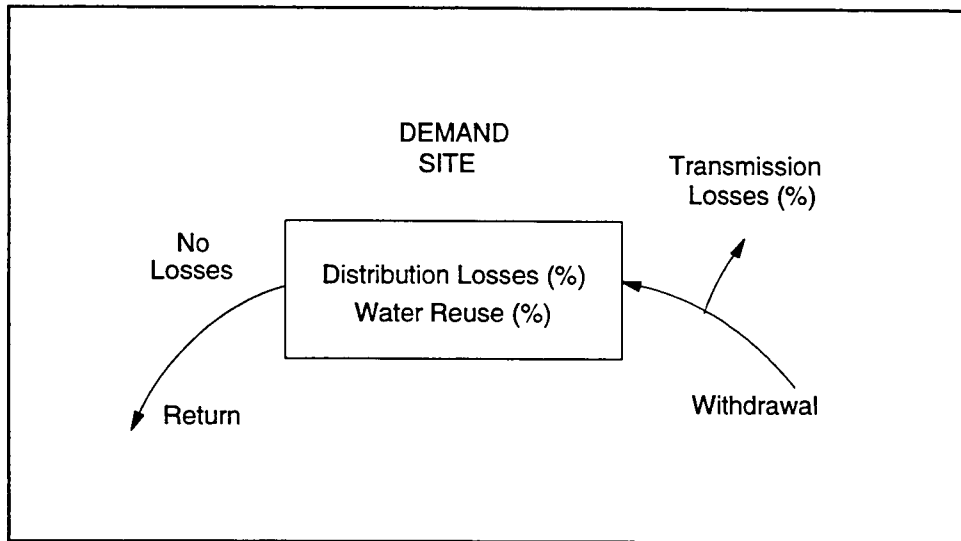 DEMAND
SITE
Transmission
Losses (%)
No
Losses
Distribution Losses (%)
Water Reuse (%)
Return
Withdrawal